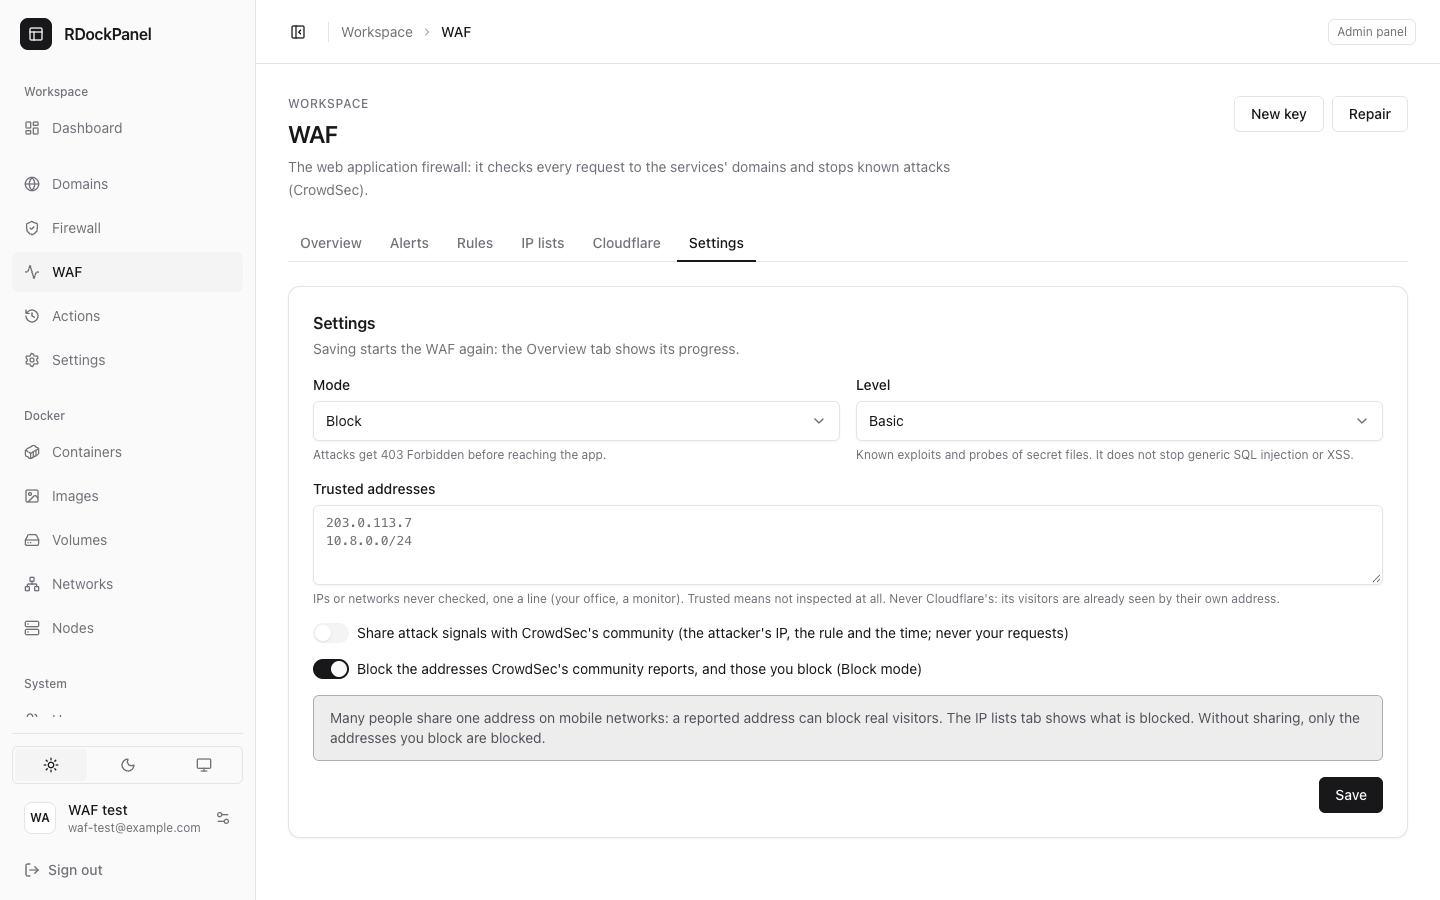 RDockPanel
Workspace
Dashboard
Domains
Firewall
WAF
Actions
Settings
Docker
Containers
Images
Volumes
Networks
Nodes
System
WA
WAF test
waf-test@example.com
Sign out
Workspace > WAF
Admin panel
WORKSPACE
WAF
The web application firewall: it checks every request to the services' domains and stops known attacks
(CrowdSec).
New key
Repair
Overview Alerts Rules IP lists Cloudflare Settings
Settings
Saving starts the WAF again: the Overview tab shows its progress.
Mode
Block
Attacks get 403 Forbidden before reaching the app.
Level
Basic
Known exploits and probes of secret files. It does not stop generic SQL injection or XSS.
Trusted addresses
203.0.113.7
10.8.0.0/24
IPs or networks never checked, one a line (your office, a monitor). Trusted means not inspected at all. Never Cloudflare's: its visitors are already seen by their own address.
Share attack signals with CrowdSec's community (the attacker's IP, the rule and the time; never your requests)
Block the addresses CrowdSec's community reports, and those you block (Block mode)
Many people share one address on mobile networks: a reported address can block real visitors. The IP lists tab shows what is blocked. Without sharing, only the
addresses you block are blocked.
Save